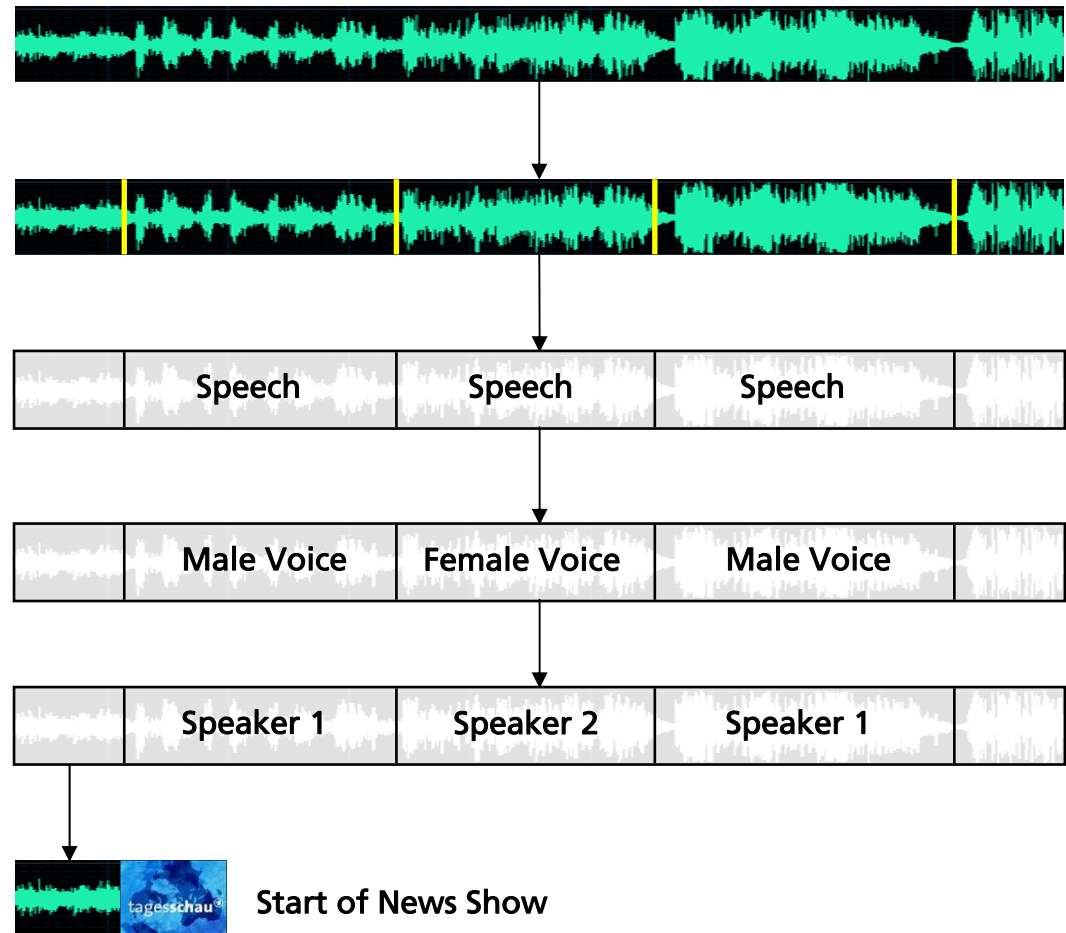 Speech Speech Speech
Male Voice Female Voice Male Voice
Speaker 1 Speaker 2 Speaker 1
tagesschau
Start of News Show